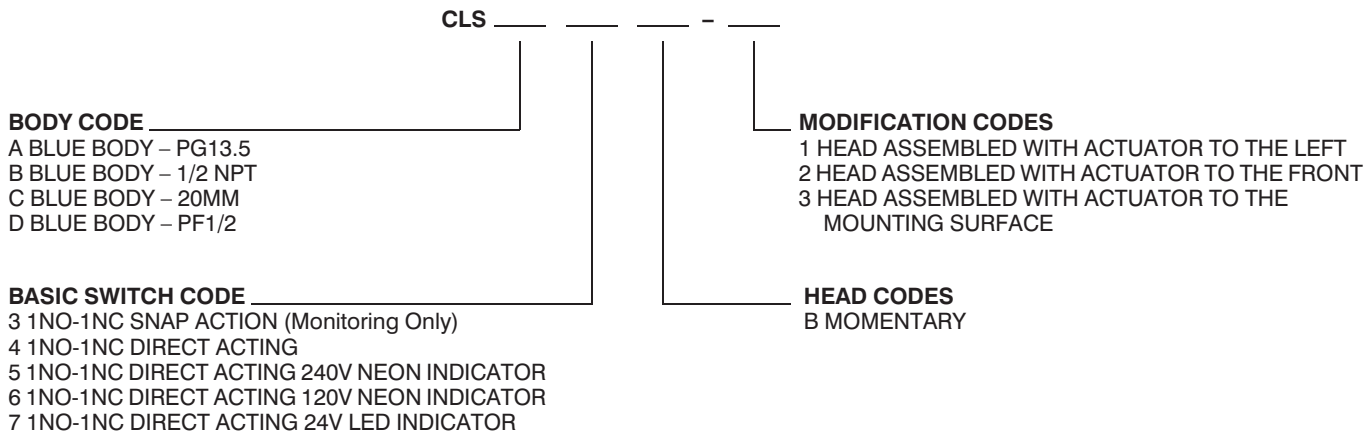 CLS ____ ____ ____ – ____
BODY CODE
A BLUE BODY – PG13.5
B BLUE BODY – 1/2 NPT
C BLUE BODY – 20MM
D BLUE BODY – PF1/2
MODIFICATION CODES
1 HEAD ASSEMBLED WITH ACTUATOR TO THE LEFT
2 HEAD ASSEMBLED WITH ACTUATOR TO THE FRONT
3 HEAD ASSEMBLED WITH ACTUATOR TO THE
MOUNTING SURFACE
BASIC SWITCH CODE
3 1NO-1NC SNAP ACTION (Monitoring Only)
4 1NO-1NC DIRECT ACTING
5 1NO-1NC DIRECT ACTING 240V NEON INDICATOR
6 1NO-1NC DIRECT ACTING 120V NEON INDICATOR
7 1NO-1NC DIRECT ACTING 24V LED INDICATOR
HEAD CODES
B MOMENTARY